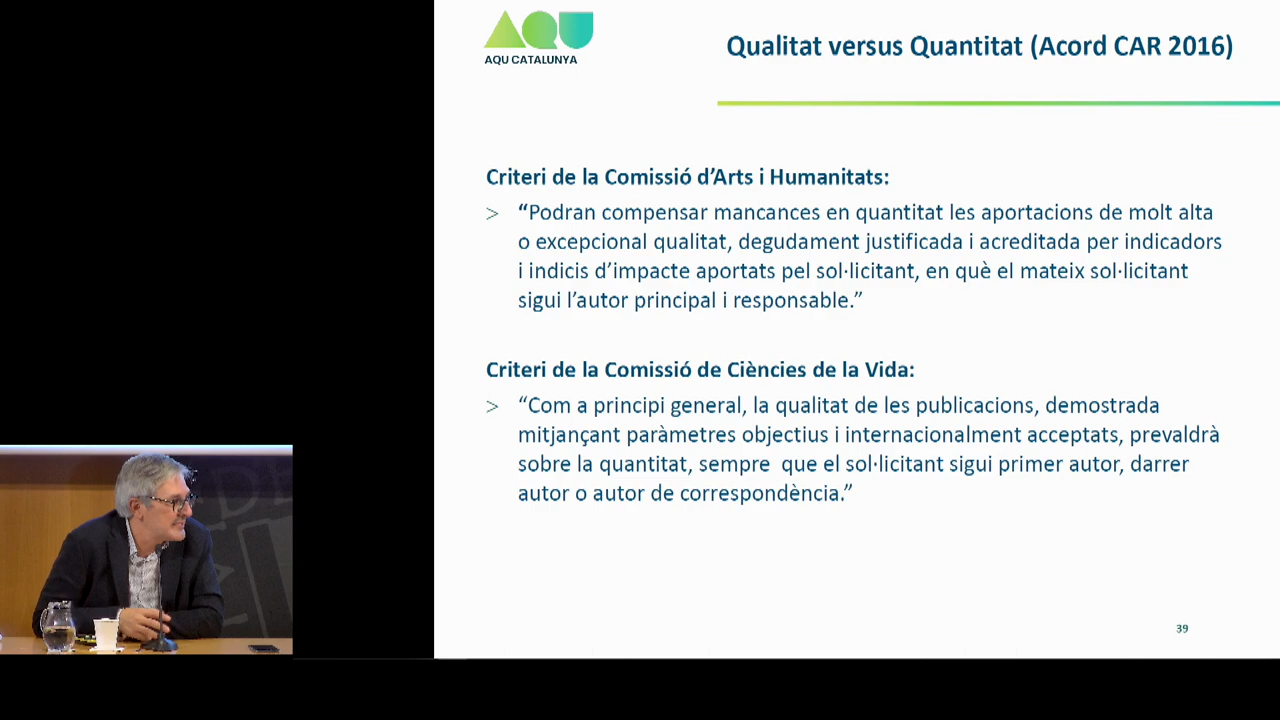 AQU
AQU CATALUNYA
Qualitat versus Quantitat (Acord CAR 2016)
Criteri de la Comissió d’Arts i Humanitats:
> “Podran compensar mancances en quantitat les aportacions de molt alta
o excepcional qualitat, degudament justificada i acreditada per indicadors
i indicis d’impacte aportats pel sol·licitant, en què el mateix sol·licitant
sigui l’autor principal i responsable.”
Criteri de la Comissió de Ciències de la Vida:
> “Com a principi general, la qualitat de les publicacions, demostrada
mitjançant paràmetres objectius i internacionalment acceptats, prevaldrà
sobre la quantitat, sempre  que el sol·licitant sigui primer autor, darrer
autor o autor de correspondència.”
39